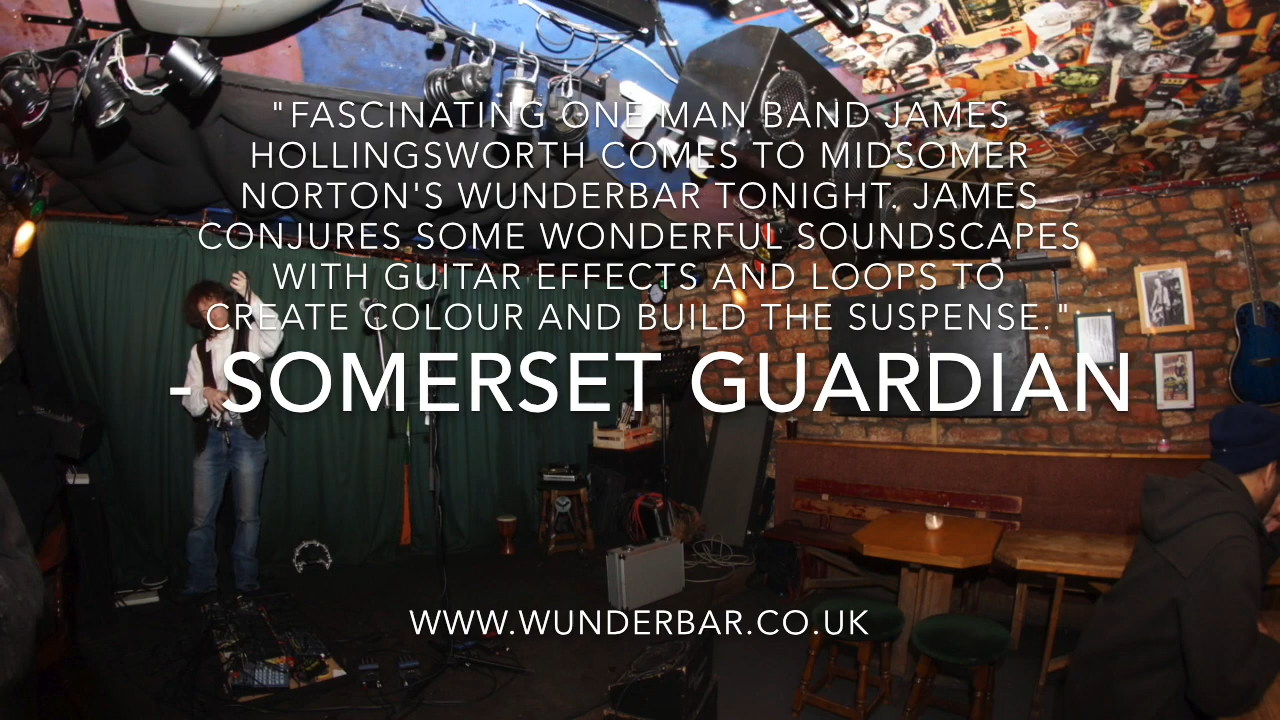 "FASCINATING ONE MAN BAND JAMES
HOLLINGSWORTH COMES TO MIDSOMER
NORTON'S WUNDERBAR TONIGHT. JAMES
CONJURES SOME WONDERFUL SOUNDSCAPES
WITH GUITAR EFFECTS AND LOOPS TO
CREATE COLOUR AND BUILD THE SUSPENSE."
- SOMERSET GUARDIAN
WWW.WUNDERBAR.CO.UK